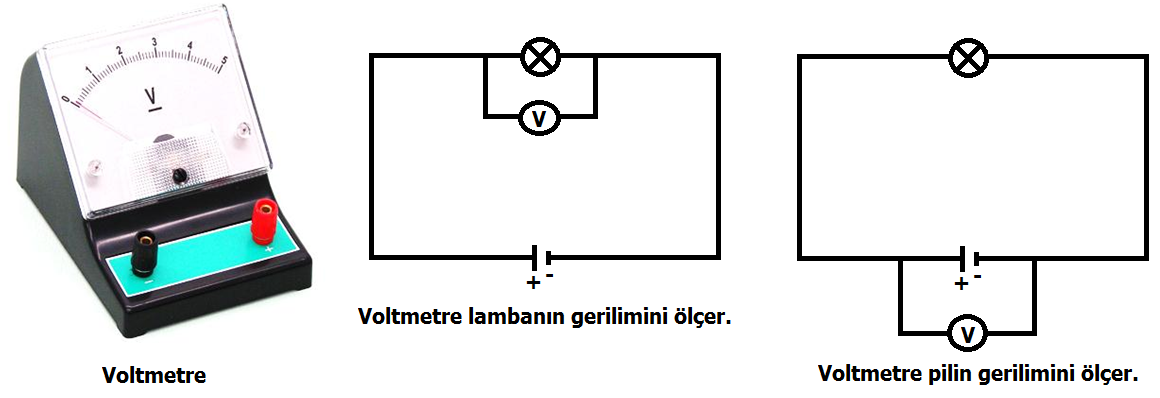 0 1 2 3 4 5
V
- +
Voltmetre
V
+ -
Voltmetre lambanın gerilimini ölçer.
+ -
V
Voltmetre pilin gerilimini ölçer.